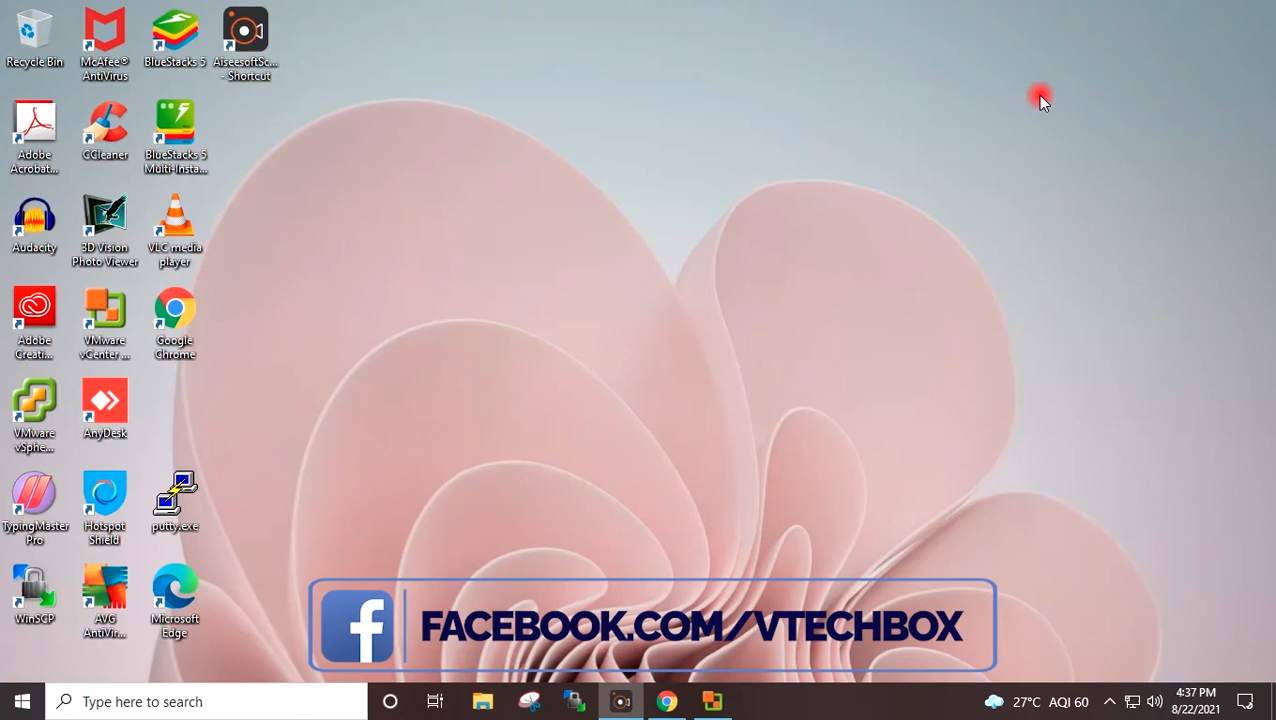 Recycle Bin
McAfee®
AntiVirus
BlueStacks 5
AiseesoftSc...
- Shortcut
Adobe
Acrobat...
CCleaner
BlueStacks 5
Multi-Insta...
Audacity
3D Vision
Photo Viewer
VLC media
player
Adobe
Creati...
VMware
vCenter ...
Google
Chrome
VMware
vSphe...
AnyDesk
TypingMaster
Pro
Hotspot
Shield
putty.exe
WinSCP
AVG
AntiVir...
Microsoft
Edge
FACEBOOK.COM/VTECHBOX
Type here to search
27°C AQI 60
4:37 PM
8/22/2021